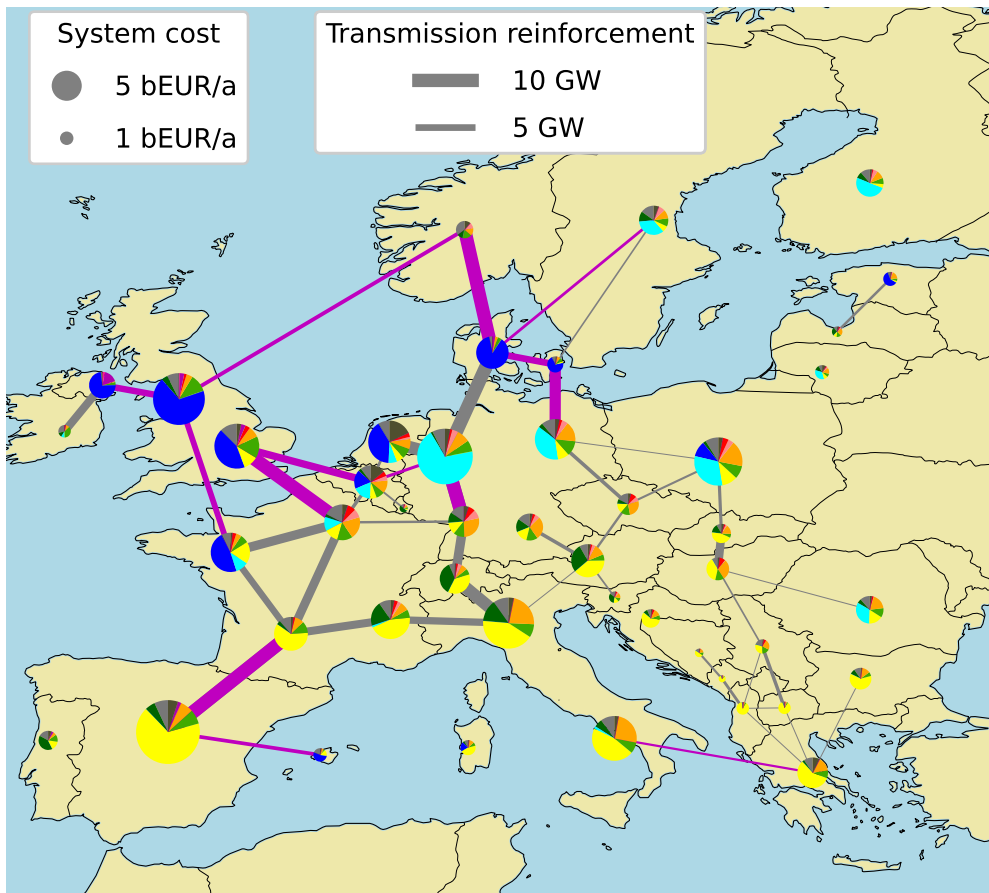 System cost
5 bEUR/a
1 bEUR/a
Transmission reinforcement
10 GW
5 GW